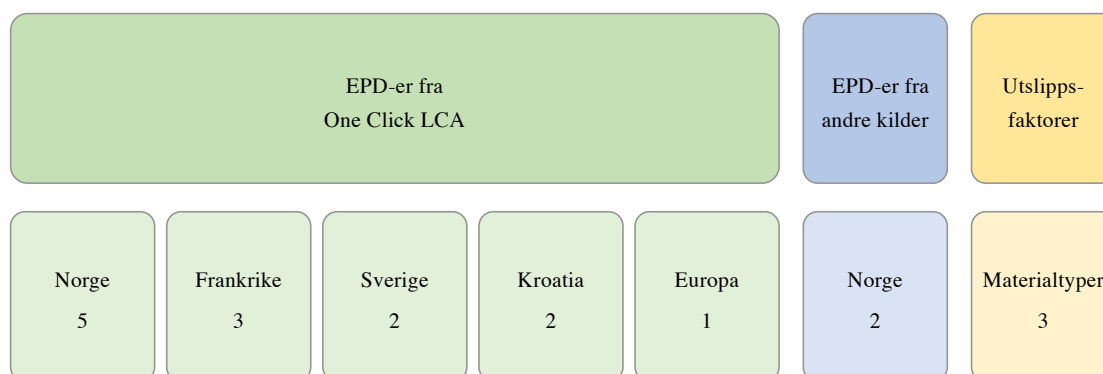 EPD-er fra
One Click LCA
EPD-er fra
andre kilder
Utslipps-
faktorer
Norge
5
Frankrike
3
Sverige
2
Kroatia
2
Europa
1
Norge
2
Materialtyper
3